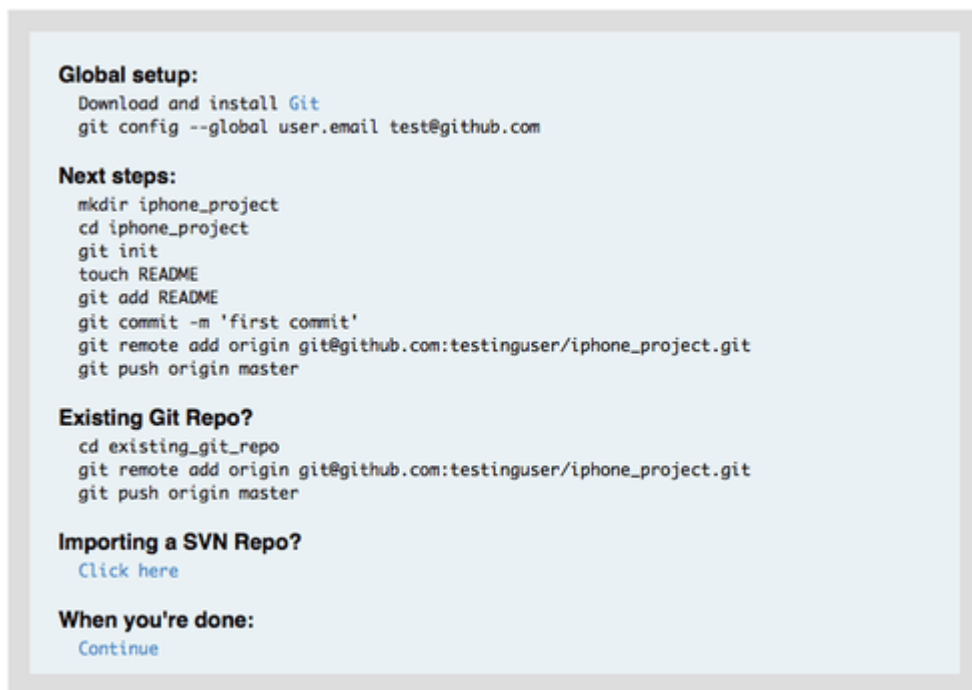 Global setup:
Download and install Git
git config --global user.email test@github.com
Next steps:
mkdir iphone_project
cd iphone_project
git init
touch README
git add README
git commit -m 'first commit'
git remote add origin git@github.com:testinguser/iphone_project.git
git push origin master
Existing Git Repo?
cd existing_git_repo
git remote add origin git@github.com:testinguser/iphone_project.git
git push origin master
Importing a SVN Repo?
Click here
When you're done:
Continue